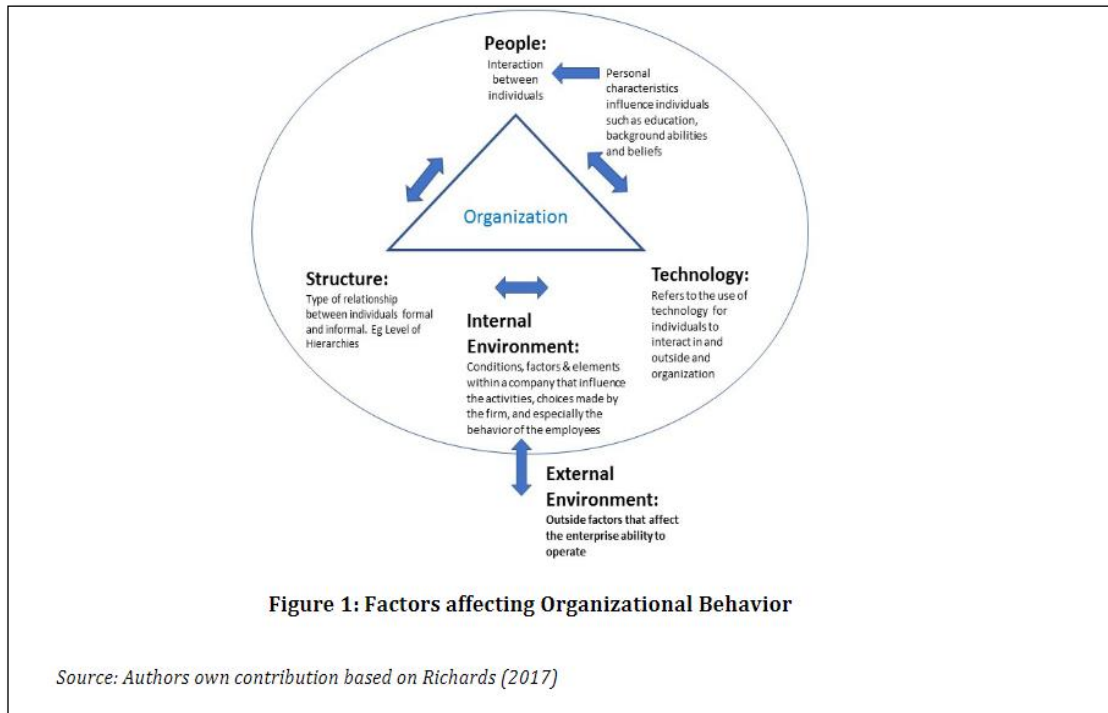 People:
Interaction
between
individuals
Personal
characteristics
influence individuals
such as education,
background abilities
and beliefs
Organization
Structure:
Type of relationship
between individuals formal
and informal. Eg Level of
Hierarchies
Internal
Environment:
Conditions, factors & elements
within a company that influence
the activities, choices made by
the firm, and especially the
behavior of the employees
Technology:
Refers to the use of
technology for
individuals to
interact in and
outside and
organization
External
Environment:
Outside factors that affect
the enterprise ability to
operate
Figure 1: Factors affecting Organizational Behavior
Source: Authors own contribution based on Richards (2017)